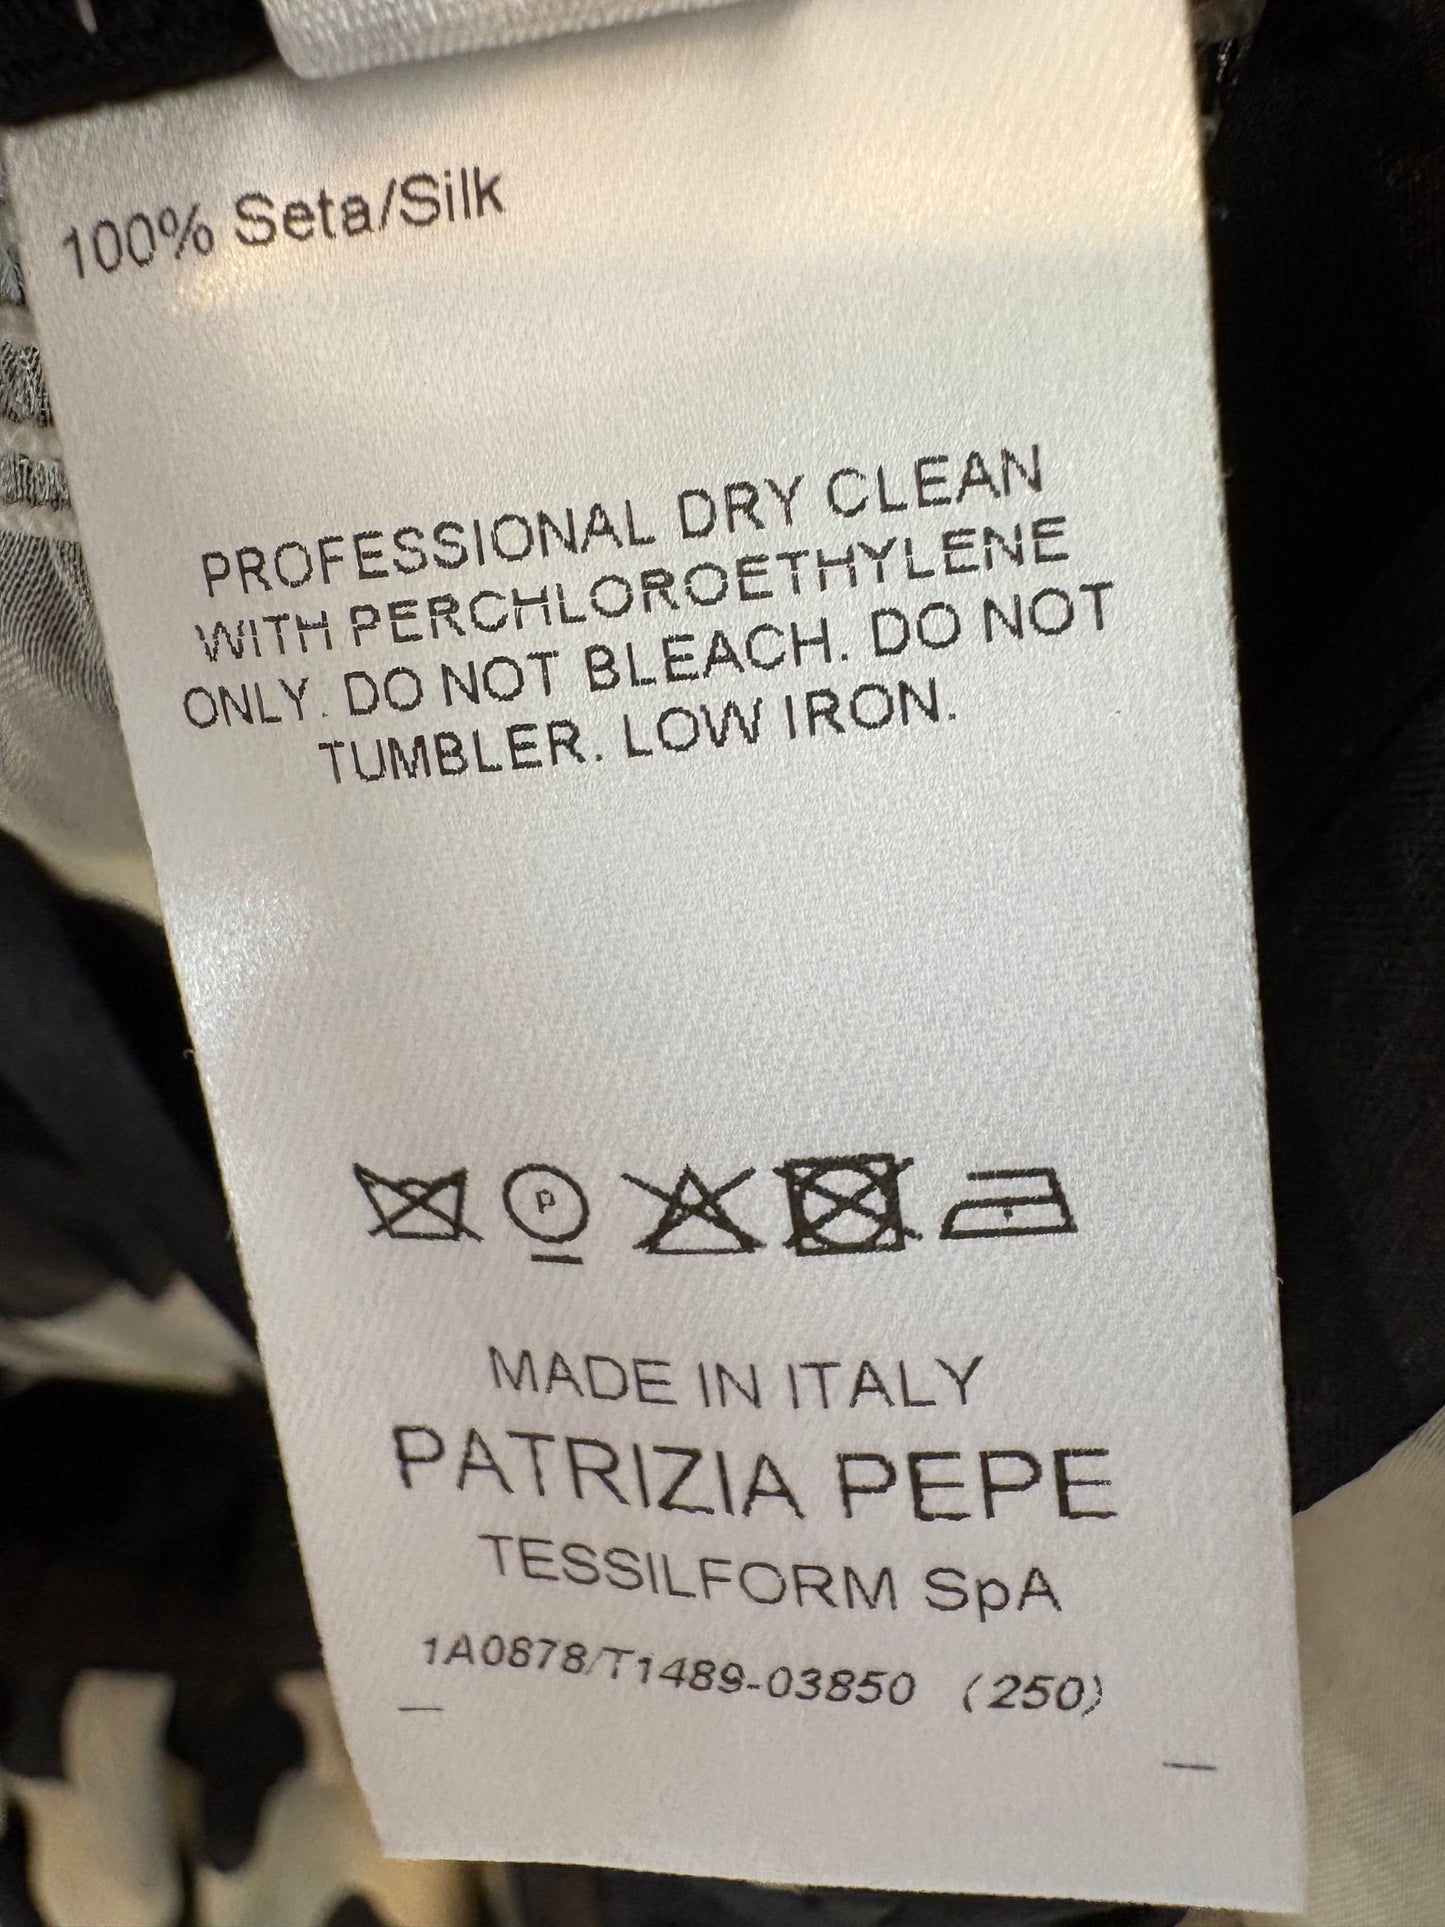 100% Seta/Silk
PROFESSIONAL DRY CLEAN
WITH PERCHLOROETHYLENE
ONLY. DO NOT BLEACH. DO NOT
TUMBLER. LOW IRON.
P
MADE IN ITALY
PATRIZIA PEPE
TESSILFORM SpA
1A0878/T1489-03850 (250)